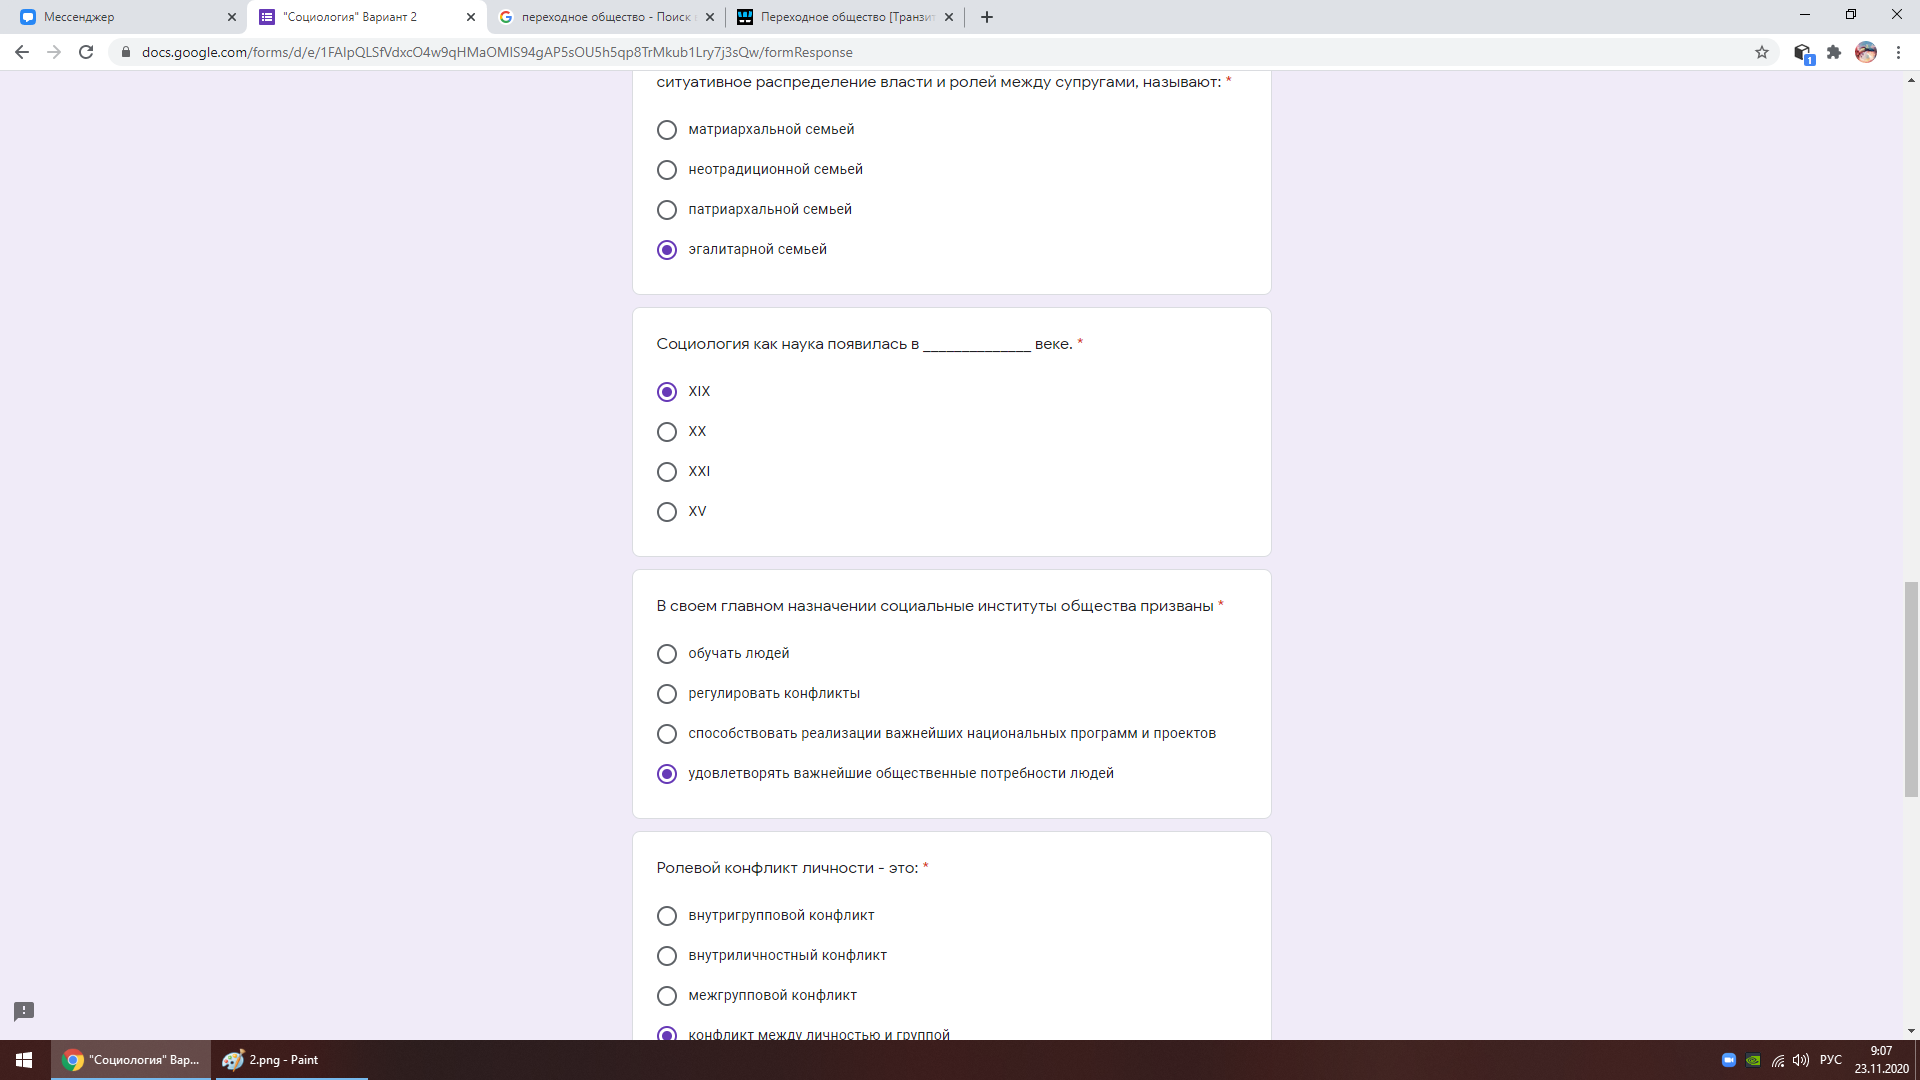 Мессенджер
"Социология" Вариант 2
переходное общество - Поиск
Переходное общество [Транзит
docs.google.com/forms/d/e/1FAIpQLSfVdxcO4w9qHMaOMIS94gAP5sOU5h5qp8TrMkub1Lry7j3sQw/formResponse
1
ситуативное распределение власти и ролей между супругами, называют: *
матриархальной семьей
неотрадиционной семьей
патриархальной семьей
эгалитарной семьей
Социология как наука появилась в ______________ веке. *
XIX
XX
XXI
XV
В своем главном назначении социальные институты общества призваны *
обучать людей
регулировать конфликты
способствовать реализации важнейших национальных программ и проектов
удовлетворять важнейшие общественные потребности людей
Ролевой конфликт личности - это: *
внутригрупповой конфликт
внутриличностный конфликт
межгрупповой конфликт
конфликт между личностью и группой
"Социология" Вар...
2.png - Paint
РУС
9:07
23.11.2020